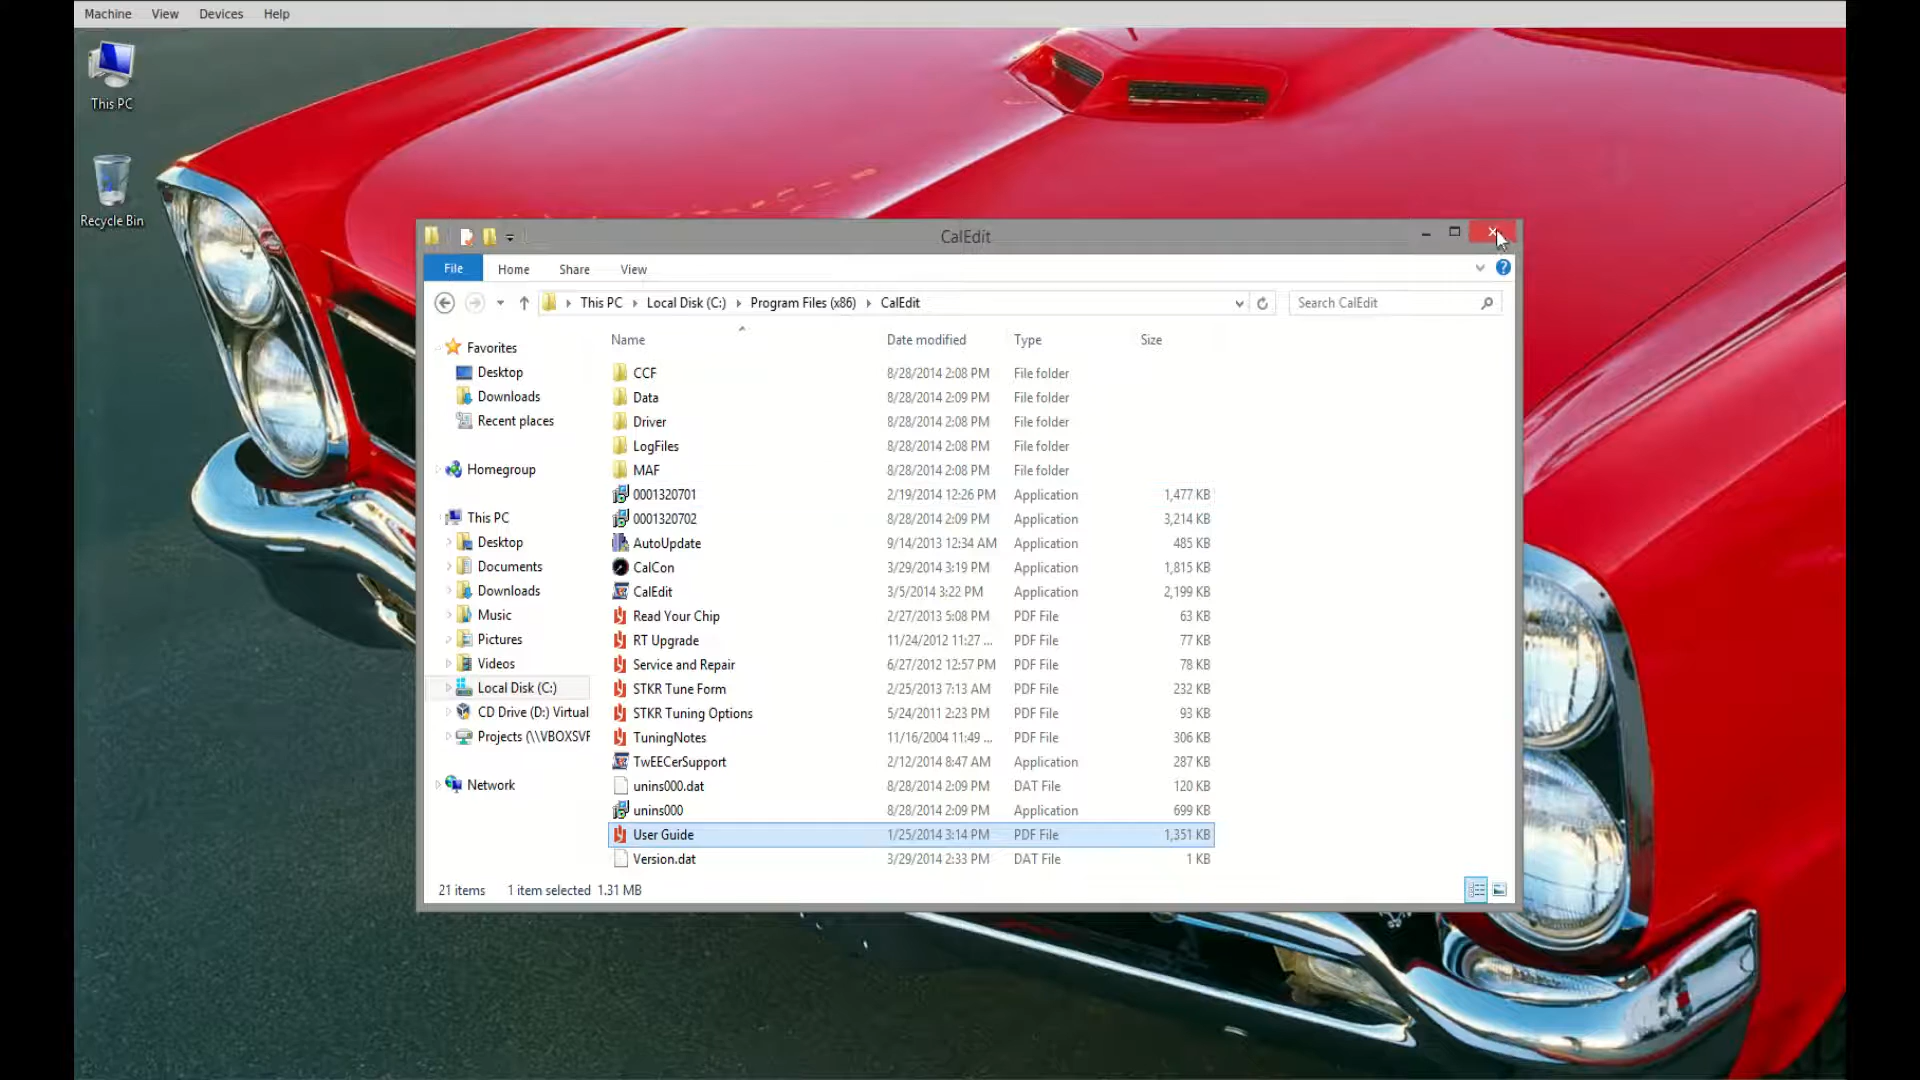 Machine View Devices Help
This PC
Recycle Bin
CalEdit
File Home Share View
This PC Local Disk (C:) Program Files (x86) CalEdit Search CalEdit
Name Date modified Type Size
Favorites
Desktop
Downloads
Recent places
Homegroup
This PC
Desktop
Documents
Downloads
Music
Pictures
Videos
Local Disk (C:)
CD Drive (D:) Virtual
Projects (\\VBOXSVF
Network
CCF 8/28/2014 2:08 PM File folder
Data 8/28/2014 2:09 PM File folder
Driver 8/28/2014 2:08 PM File folder
LogFiles 8/28/2014 2:08 PM File folder
MAF 8/28/2014 2:08 PM File folder
0001320701 2/19/2014 12:26 PM Application 1,477 KB
0001320702 8/28/2014 2:09 PM Application 3,214 KB
AutoUpdate 9/14/2013 12:34 AM Application 485 KB
CalCon 3/29/2014 3:19 PM Application 1,815 KB
CalEdit 3/5/2014 3:22 PM Application 2,199 KB
Read Your Chip 2/27/2013 5:08 PM PDF File 63 KB
RT Upgrade 11/24/2012 11:27 ... PDF File 77 KB
Service and Repair 6/27/2012 12:57 PM PDF File 78 KB
STKR Tune Form 2/25/2013 7:13 AM PDF File 232 KB
STKR Tuning Options 5/24/2011 2:23 PM PDF File 93 KB
TuningNotes 11/16/2004 11:49 ... PDF File 306 KB
TwEECerSupport 2/12/2014 8:47 AM Application 287 KB
unins000.dat 8/28/2014 2:09 PM DAT File 120 KB
unins000 8/28/2014 2:09 PM Application 699 KB
User Guide 1/25/2014 3:14 PM PDF File 1,351 KB
Version.dat 3/29/2014 2:33 PM DAT File 1 KB
21 items 1 item selected 1.31 MB